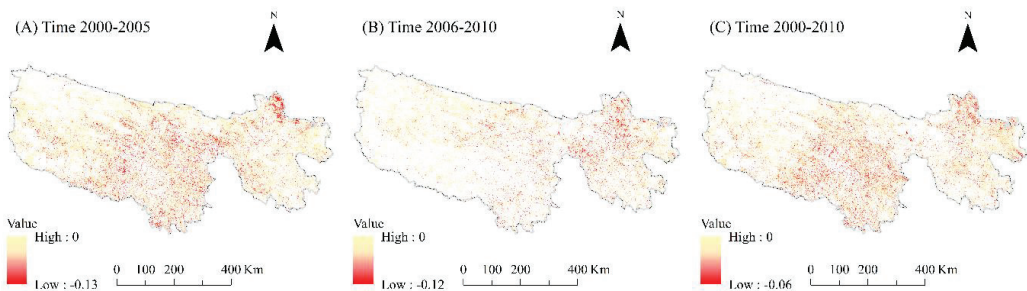 (A) Time 2000-2005
N
Value
High : 0
Low : -0.13
0 100 200 400 Km
(B) Time 2006-2010
N
Value
High : 0
Low : -0.12
0 100 200 400 Km
(C) Time 2000-2010
N
Value
High : 0
Low : -0.06
0 100 200 400 Km